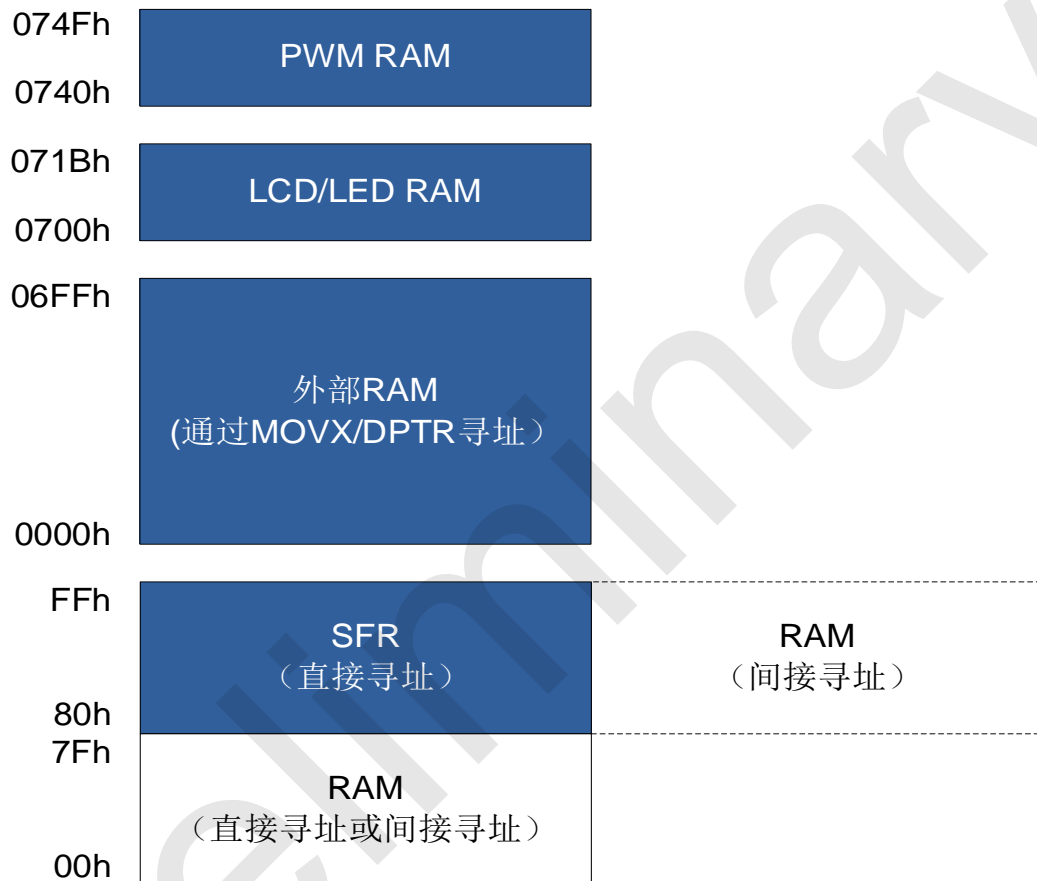 074Fh
PWM RAM
0740h
071Bh
LCD/LED RAM
0700h
06FFh
外部RAM
(通过MOVX/DPTR寻址）
0000h
FFh
SFR
（直接寻址）
RAM
（间接寻址）
80h
7Fh
RAM
（直接寻址或间接寻址）
00h
eliminary